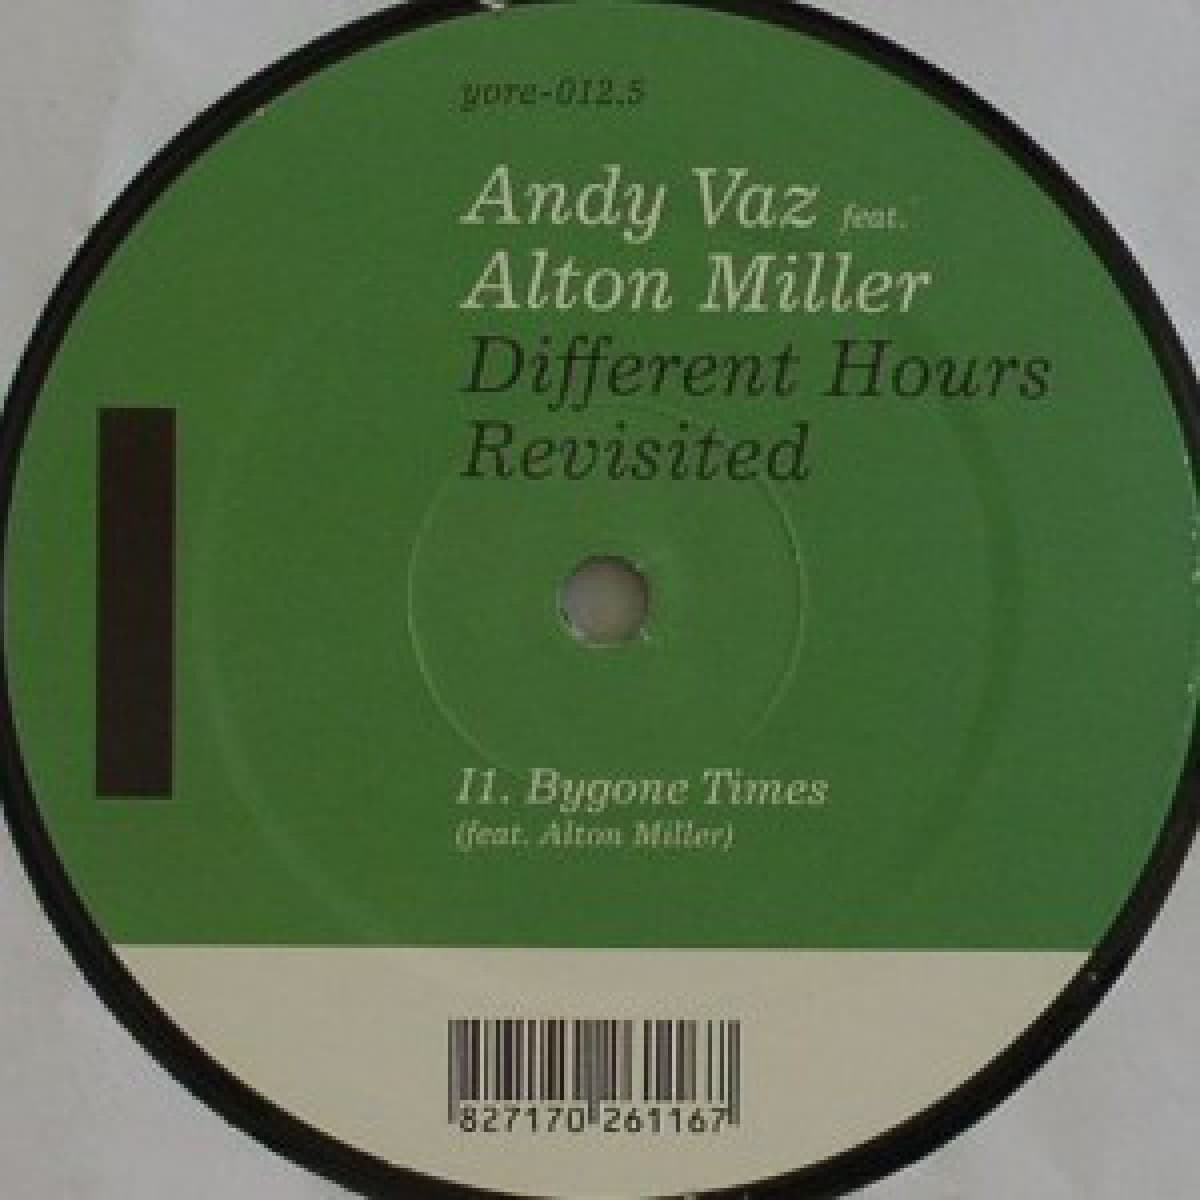 yore-012.5
Andy Vaz feat.
Alton Miller
Different Hours
Revisited
I1. Bygone Times
(feat. Alton Miller)
827170 261167